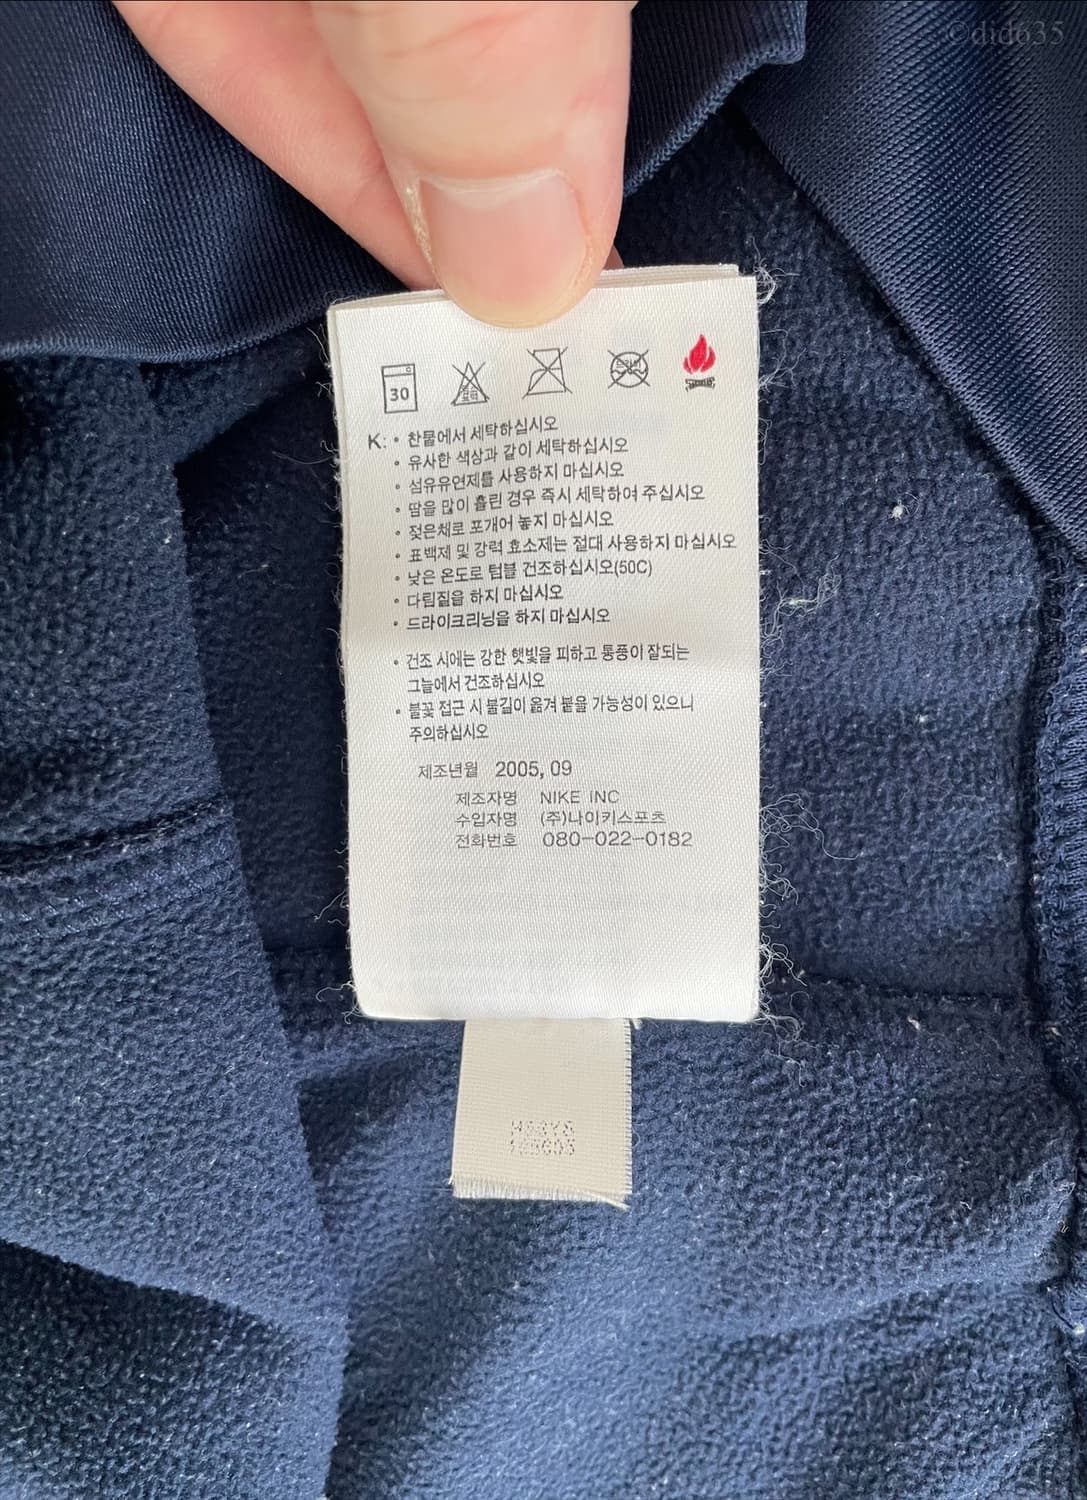 ©did635
30
K: • 찬물에서 세탁하십시오
• 유사한 색상과 같이 세탁하십시오
• 섬유유연제를 사용하지 마십시오
• 땀을 많이 흘린 경우 즉시 세탁하여 주십시오
• 젖은채로 포개어 놓지 마십시오
• 표백제 및 강력 효소제는 절대 사용하지 마십시오
• 낮은 온도로 텀블 건조하십시오(50C)
• 다림질을 하지 마십시오
• 드라이크리닝을 하지 마십시오
• 건조 시에는 강한 햇빛을 피하고 통풍이 잘되는
그늘에서 건조하십시오
• 불꽃 접근 시 불길이 옮겨 붙을 가능성이 있으니
주의하십시오
제조년월 2005, 09
제조자명 NIKE INC
수입자명 (주)나이키스포츠
전화번호 080-022-0182